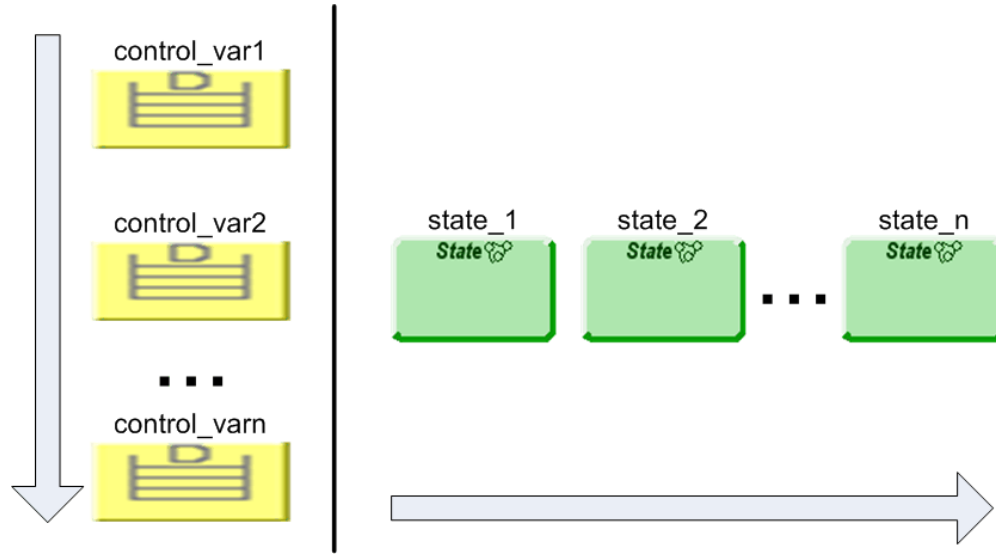 control_var1
D
control_var2
D
...
control_varn
D
state_1
State
state_2
State
...
state_n
State